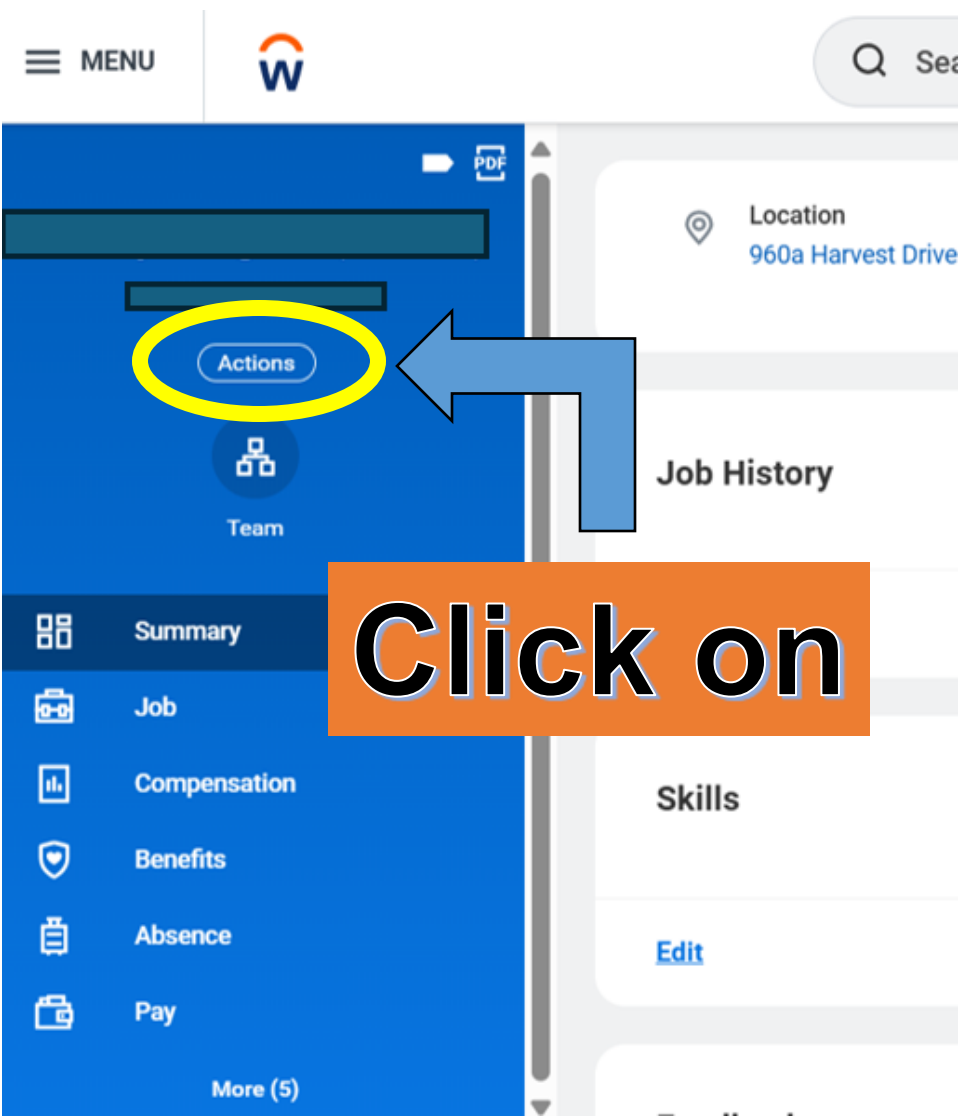 MENU
PDF
Location
960a Harvest Drive
Actions
Team
Job History
Click on
Summary
Job
Compensation
Skills
Benefits
Absence
Edit
Pay
More (5)